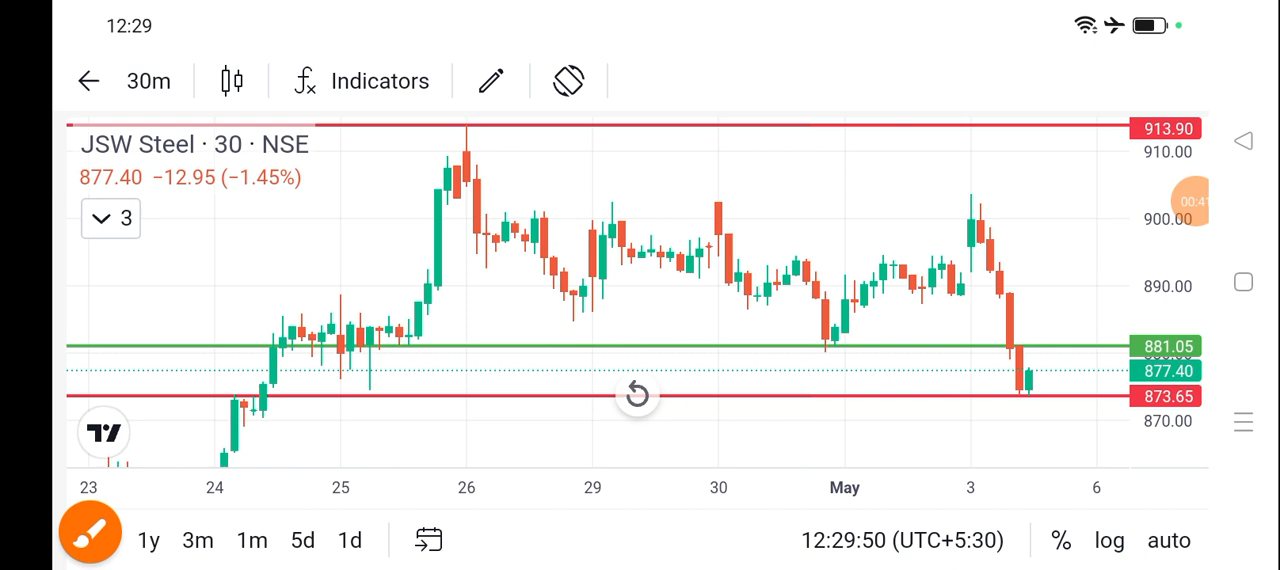 12:29
30m Indicators
JSW Steel · 30 · NSE
877.40 −12.95 (−1.45%)
3
913.90
910.00
00:41
900.00
890.00
881.05
877.40
873.65
870.00
23 24 25 26 29 30 May 3 6
1y 3m 1m 5d 1d 12:29:50 (UTC+5:30) % log auto